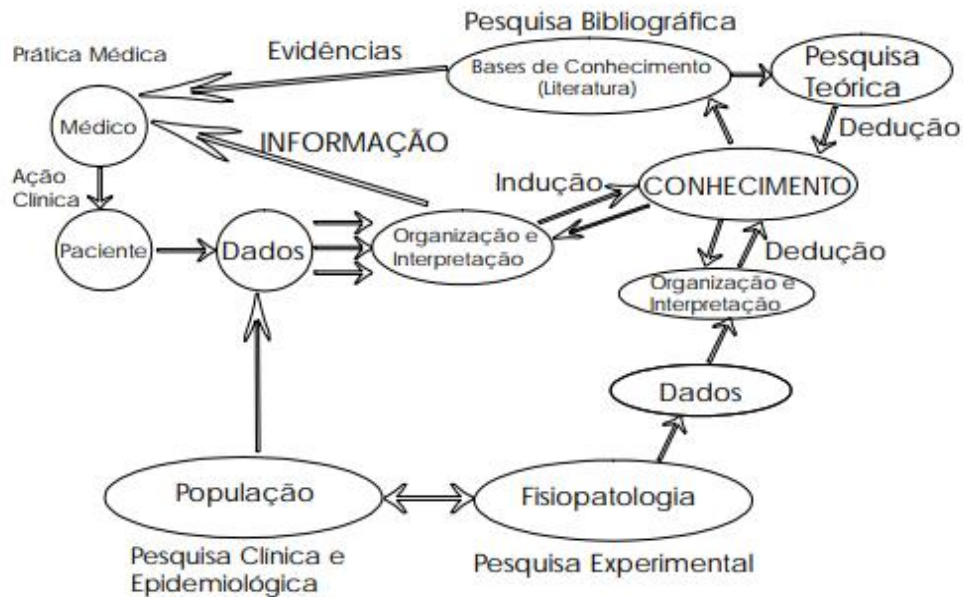 Pesquisa Bibliográfica
Prática Médica
Evidências
Bases de Conhecimento
(Literatura)
Pesquisa
Teórica
Médico
INFORMAÇÃO
Dedução
Ação
Clínica
Indução
CONHECIMENTO
Paciente
Dados
Organização e
Interpretação
Dedução
Organização e
Interpretação
Dados
População
Fisiopatologia
Pesquisa Clínica e
Epidemiológica
Pesquisa Experimental